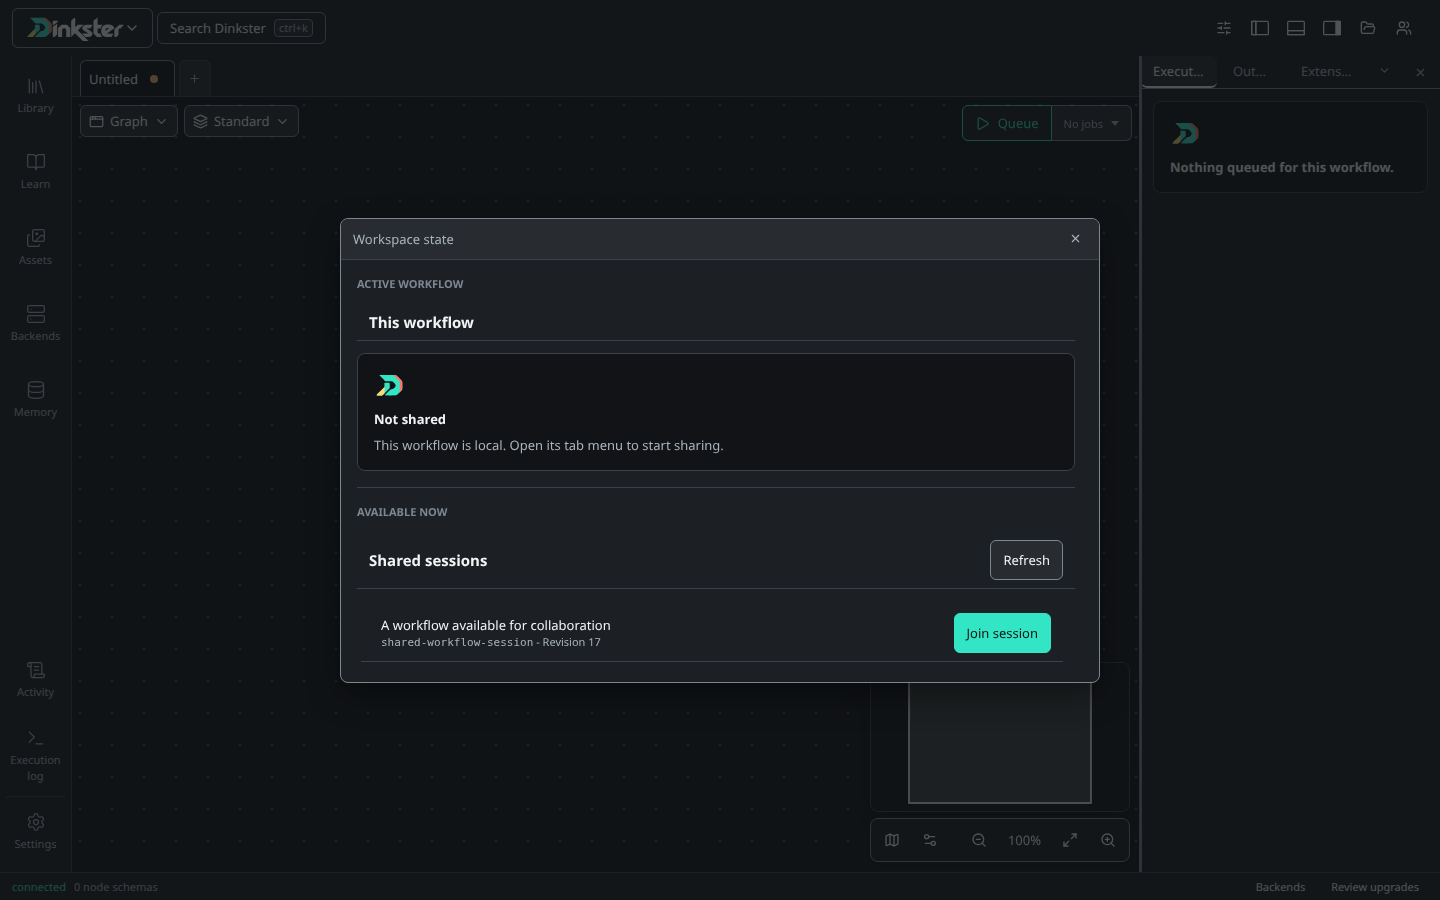 Dinkster
Search Dinkster ctrl+k
Untitled
+
Execut...
Out...
Extens...
Library
Learn
Assets
Backends
Memory
Graph
Standard
Queue
No jobs
Nothing queued for this workflow.
Workspace state
ACTIVE WORKFLOW
This workflow
Not shared
This workflow is local. Open its tab menu to start sharing.
AVAILABLE NOW
Shared sessions
Refresh
A workflow available for collaboration
shared-workflow-session - Revision 17
Join session
Activity
Execution
log
Settings
100%
connected
0 node schemas
Backends
Review upgrades